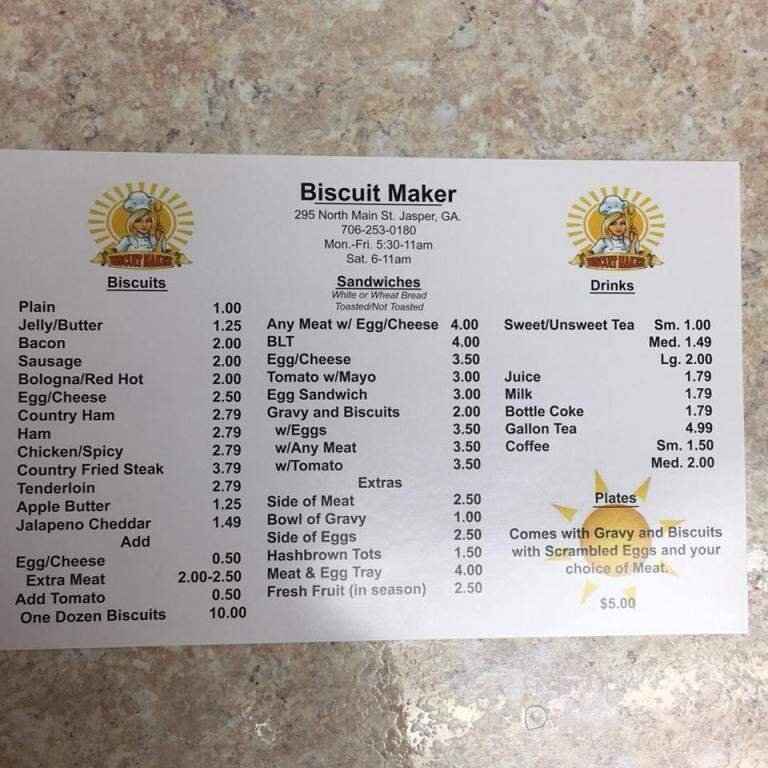 Biscuit Maker
295 North Main St. Jasper, GA.
706-253-0180
Mon.-Fri. 5:30-11am
Sat. 6-11am
BISCUIT MAKER
Biscuits
Plain 1.00
Jelly/Butter 1.25
Bacon 2.00
Sausage 2.00
Bologna/Red Hot 2.00
Egg/Cheese 2.50
Country Ham 2.79
Ham 2.79
Chicken/Spicy 2.79
Country Fried Steak 3.79
Tenderloin 2.79
Apple Butter 1.25
Jalapeno Cheddar 1.49
Add
Egg/Cheese 0.50
Extra Meat 2.00-2.50
Add Tomato 0.50
One Dozen Biscuits 10.00
Sandwiches
White or Wheat Bread
Toasted/Not Toasted
Any Meat w/ Egg/Cheese 4.00
BLT 4.00
Egg/Cheese 3.50
Tomato w/Mayo 3.00
Egg Sandwich 3.00
Gravy and Biscuits 2.00
w/Eggs 3.50
w/Any Meat 3.50
w/Tomato 3.50
Extras
Side of Meat 2.50
Bowl of Gravy 1.00
Side of Eggs 2.50
Hashbrown Tots 1.50
Meat & Egg Tray 4.00
Fresh Fruit (in season) 2.50
BISCUIT MAKER
Drinks
Sweet/Unsweet Tea Sm. 1.00
Med. 1.49
Lg. 2.00
Juice 1.79
Milk 1.79
Bottle Coke 1.79
Gallon Tea 4.99
Coffee Sm. 1.50
Med. 2.00
Plates
Comes with Gravy and Biscuits
with Scrambled Eggs and your
choice of Meat.
$5.00